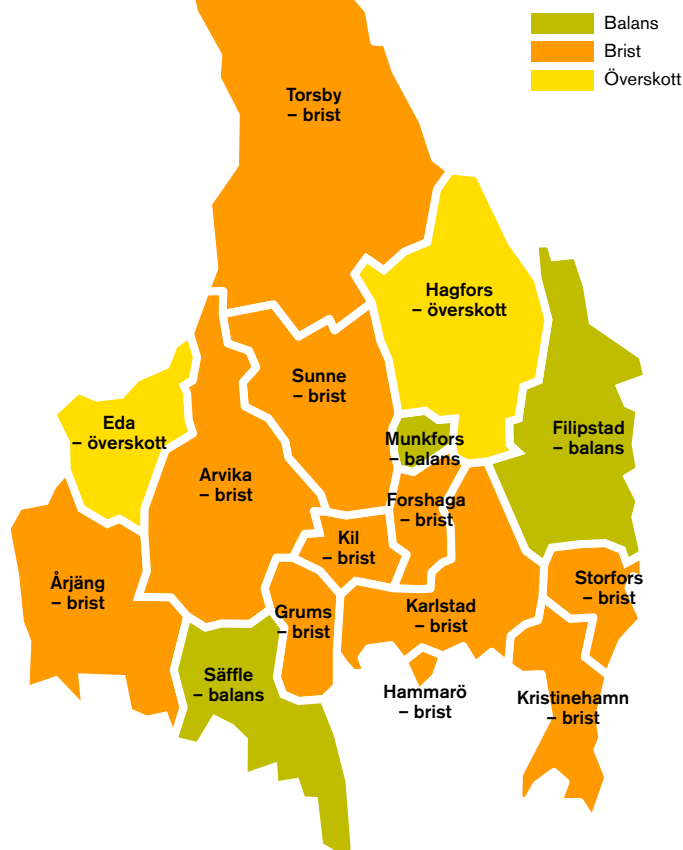 Balans
Brist
Överskott
Torsby
– brist
Hagfors
– överskott
Sunne
– brist
Eda
– överskott
Munkfors
– balans
Filipstad
– balans
Arvika
– brist
Forshaga
– brist
Kil
– brist
Årjäng
– brist
Storfors
– brist
Grums
– brist
Karlstad
– brist
Säffle
– balans
Hammarö
– brist
Kristinehamn
– brist